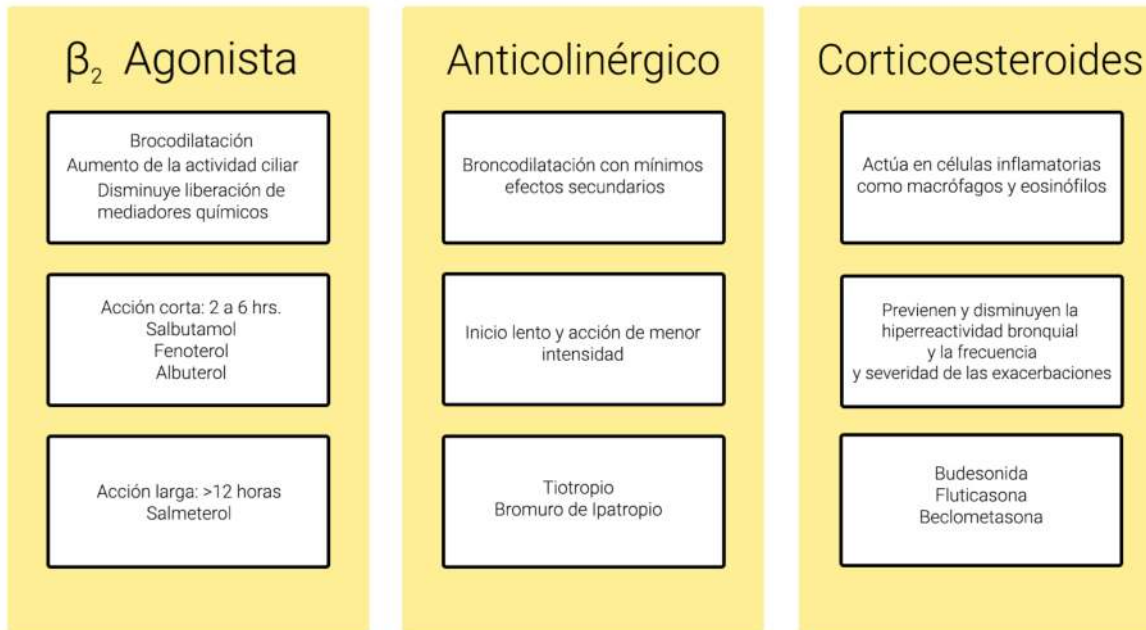 β₂ Agonista
Brocodilatación
Aumento de la actividad ciliar
Disminuye liberación de
mediadores químicos
Acción corta: 2 a 6 hrs.
Salbutamol
Fenoterol
Albuterol
Acción larga: >12 horas
Salmeterol
Anticolinérgico
Broncodilatación con mínimos
efectos secundarios
Inicio lento y acción de menor
intensidad
Tiotropio
Bromuro de Ipatropio
Corticoesteroides
Actúa en células inflamatorias
como macrófagos y eosinófilos
Previenen y disminuyen la
hiperreactividad bronquial
y la frecuencia
y severidad de las exacerbaciones
Budesonida
Fluticasona
Beclometasona